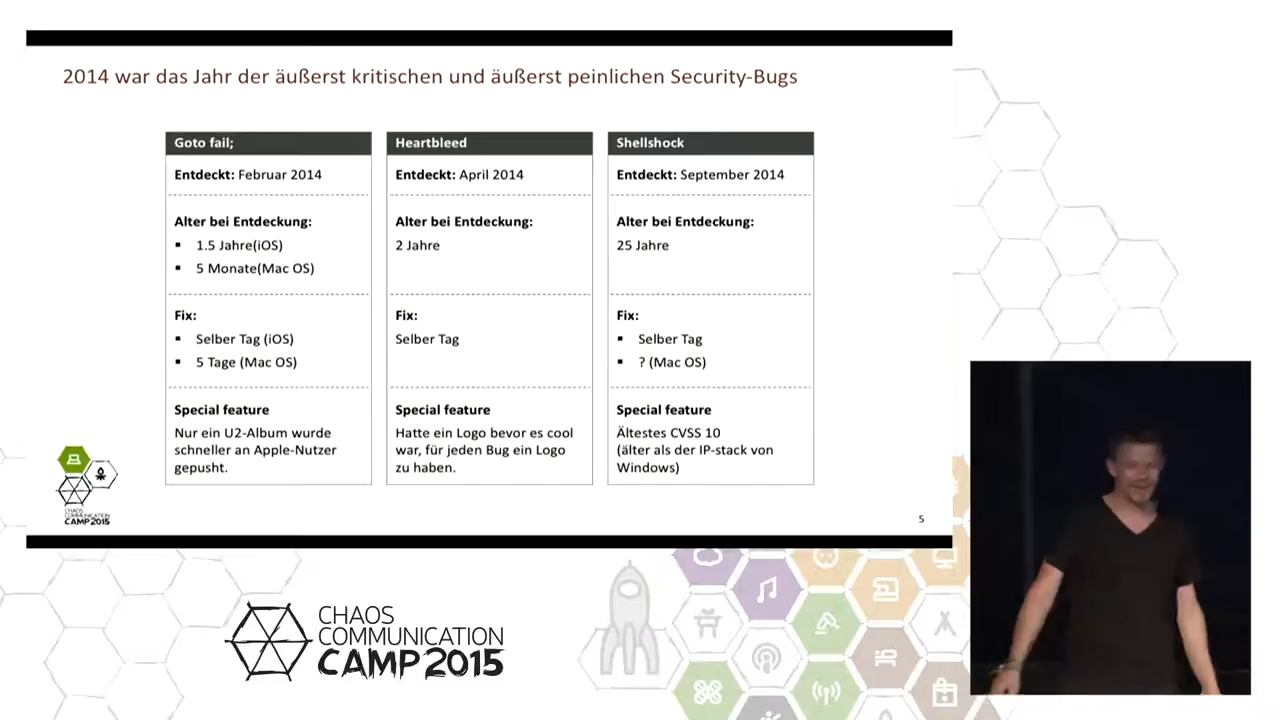 2014 war das Jahr der äußerst kritischen und äußerst peinlichen Security-Bugs
Goto fail;
Entdeckt: Februar 2014
Alter bei Entdeckung:
▪ 1.5 Jahre(iOS)
▪ 5 Monate(Mac OS)
Fix:
▪ Selber Tag (iOS)
▪ 5 Tage (Mac OS)
Special feature
Nur ein U2-Album wurde
schneller an Apple-Nutzer
gepusht.
Heartbleed
Entdeckt: April 2014
Alter bei Entdeckung:
2 Jahre
Fix:
Selber Tag
Special feature
Hatte ein Logo bevor es cool
war, für jeden Bug ein Logo
zu haben.
Shellshock
Entdeckt: September 2014
Alter bei Entdeckung:
25 Jahre
Fix:
▪ Selber Tag
▪ ? (Mac OS)
Special feature
Ältestes CVSS 10
(älter als der IP-stack von
Windows)
CHAOS
COMMUNICATION
CAMP 2015
5
CHAOS
COMMUNICATION
CAMP 2015